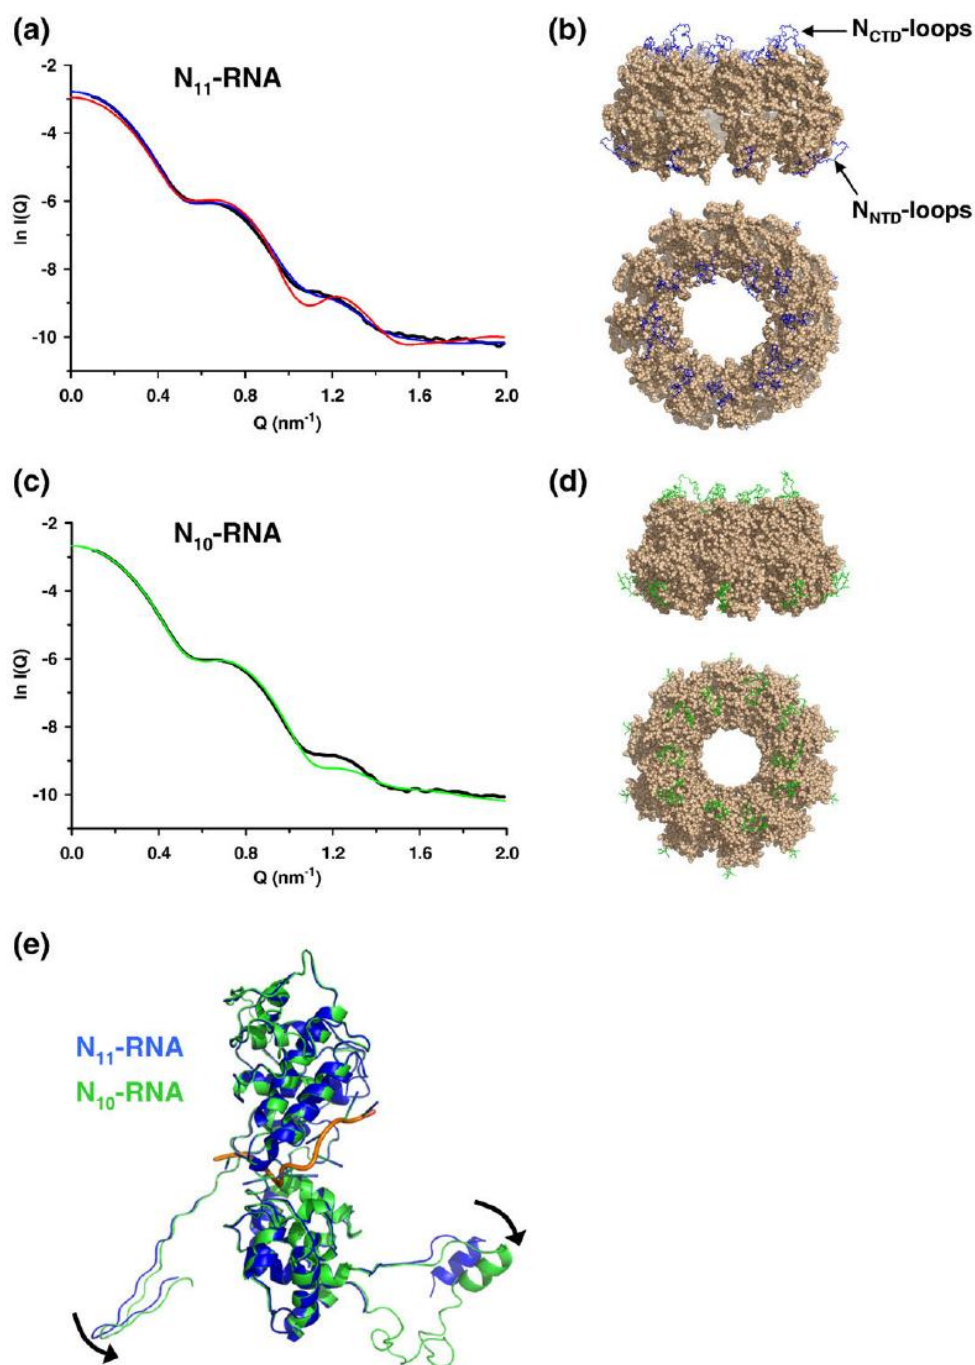 (a)
N₁₁-RNA
-2
-4
-6
-8
-10
ln I(Q)
0.0 0.4 0.8 1.2 1.6 2.0
Q (nm⁻¹)
(b)
N_CTD-loops
N_NTD-loops
(c)
N₁₀-RNA
-2
-4
-6
-8
-10
ln I(Q)
0.0 0.4 0.8 1.2 1.6 2.0
Q (nm⁻¹)
(d)
(e)
N₁₁-RNA
N₁₀-RNA